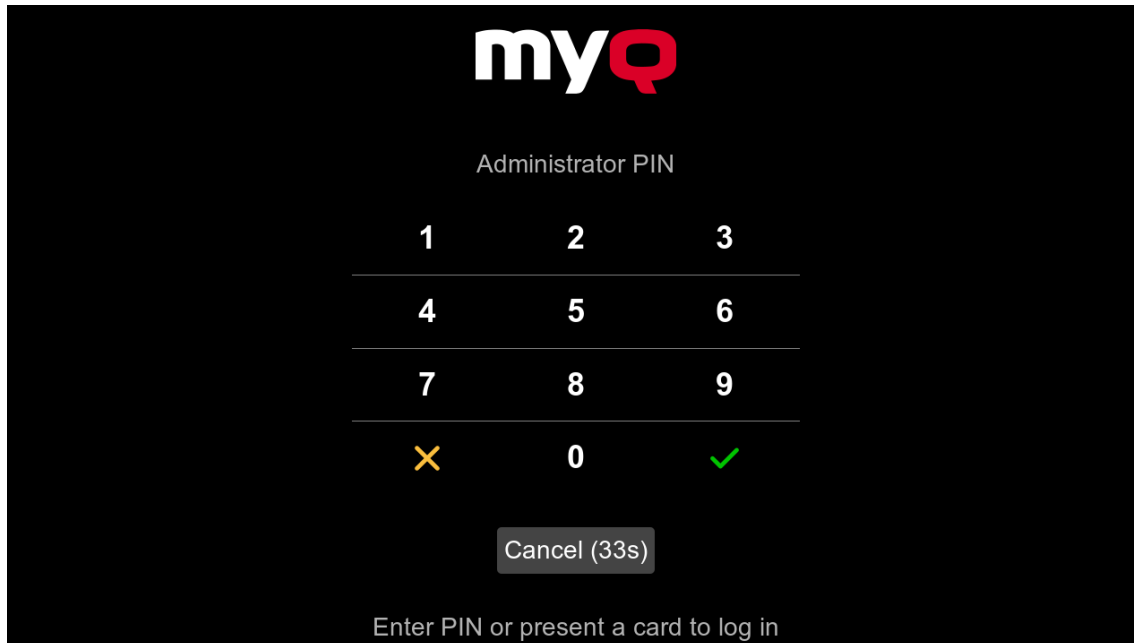 myQ
Administrator PIN
1 2 3
4 5 6
7 8 9
0
Cancel (33s)
Enter PIN or present a card to log in